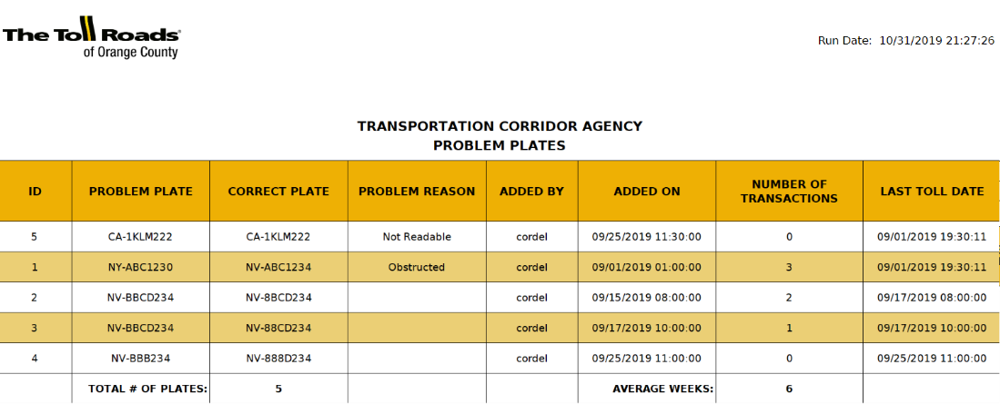 The Toll Roads
of Orange County
Run Date: 10/31/2019 21:27:26
TRANSPORTATION CORRIDOR AGENCY
PROBLEM PLATES
ID PROBLEM PLATE CORRECT PLATE PROBLEM REASON ADDED BY ADDED ON NUMBER OF TRANSACTIONS LAST TOLL DATE
5 CA-1KLM222 CA-1KLM222 Not Readable cordel 09/25/2019 11:30:00 0 09/01/2019 19:30:11
1 NY-ABC1230 NV-ABC1234 Obstructed cordel 09/01/2019 01:00:00 3 09/01/2019 19:30:11
2 NV-BBCD234 NV-8BCD234 cordel 09/15/2019 08:00:00 2 09/17/2019 08:00:00
3 NV-BBCD234 NV-88CD234 cordel 09/17/2019 10:00:00 1 09/17/2019 10:00:00
4 NV-BBB234 NV-888D234 cordel 09/25/2019 11:00:00 0 09/25/2019 11:00:00
TOTAL # OF PLATES: 5 AVERAGE WEEKS: 6